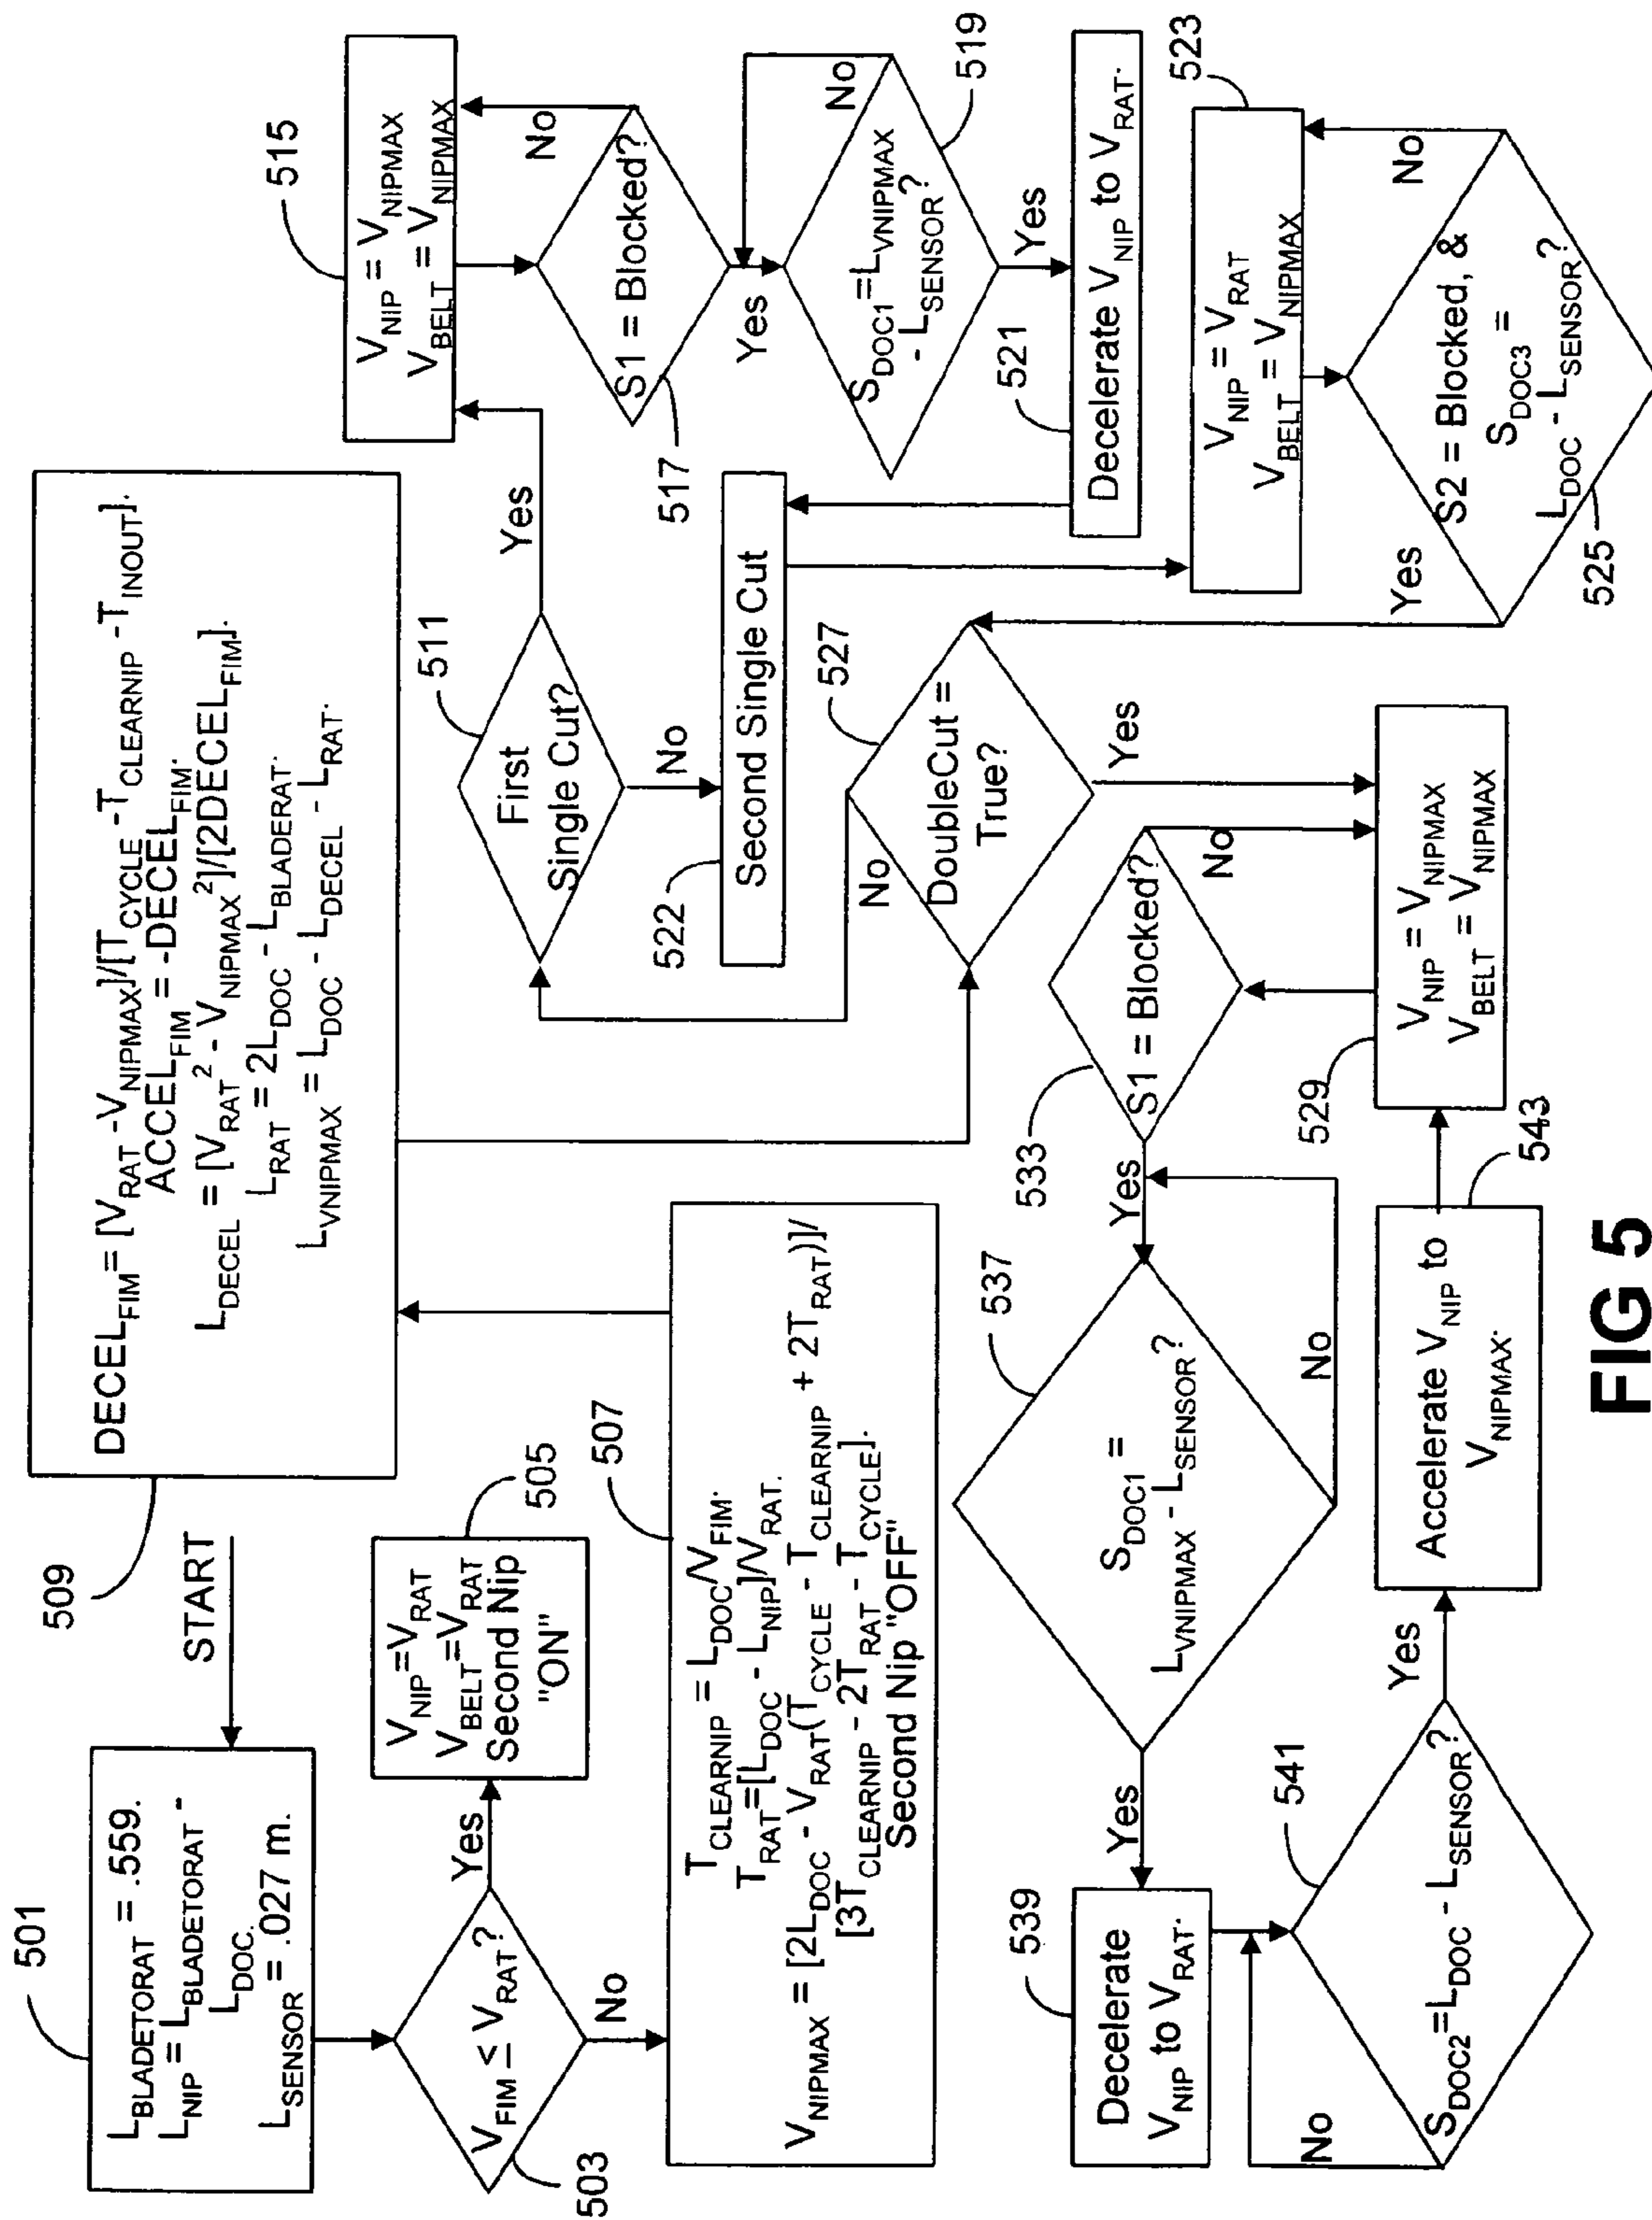 START
501
L_BLADETORAT = .559.
L_NIP = L_BLADETORAT -
L_DOC.
L_SENSOR = .027 m.
503
V_FIM ≤ V_RAT?
Yes
No
505
V_NIP=V_RAT
V_BELT=V_RAT
Second Nip
"ON"
507
T_CLEARNIP = L_DOC/V_FIM.
T_RAT=[L_DOC - L_NIP]/V_RAT.
V_NIPMAX = [2L_DOC - V_RAT(T_CYCLE - T_CLEARNIP + 2T_RAT)]/
[3T_CLEARNIP - 2T_RAT - T_CYCLE].
Second Nip "OFF"
509
DECEL_FIM = [V_RAT -V_NIPMAX]/[T_CYCLE -T_CLEARNIP -T_INOUT].
ACCEL_FIM = -DECEL_FIM.
L_DECEL = [V_RAT² - V_NIPMAX²]/[2DECEL_FIM].
L_RAT = 2L_DOC - L_BLADERAT.
L_VNIPMAX = L_DOC - L_DECEL - L_RAT.
511
First
Single Cut?
Yes
No
515
V_NIP = V_NIPMAX
V_BELT = V_NIPMAX
517
S1 = Blocked?
No
Yes
519
S_DOC1 =L_VNIPMAX
- L_SENSOR?
No
Yes
521
Decelerate V_NIP to V_RAT.
522
Second Single Cut
523
V_NIP = V_RAT
V_BELT = V_NIPMAX
525
S2 = Blocked, &
S_DOC3 =
L_DOC - L_SENSOR?
No
Yes
527
DoubleCut =
True?
No
Yes
529
V_NIP = V_NIPMAX
V_BELT = V_NIPMAX
533
S1 = Blocked?
No
Yes
537
S_DOC1 =
L_VNIPMAX - L_SENSOR?
No
Yes
539
Decelerate
V_NIP to V_RAT.
541
S_DOC2 =L_DOC - L_SENSOR?
No
Yes
543
Accelerate V_NIP to
V_NIPMAX.
FIG 5